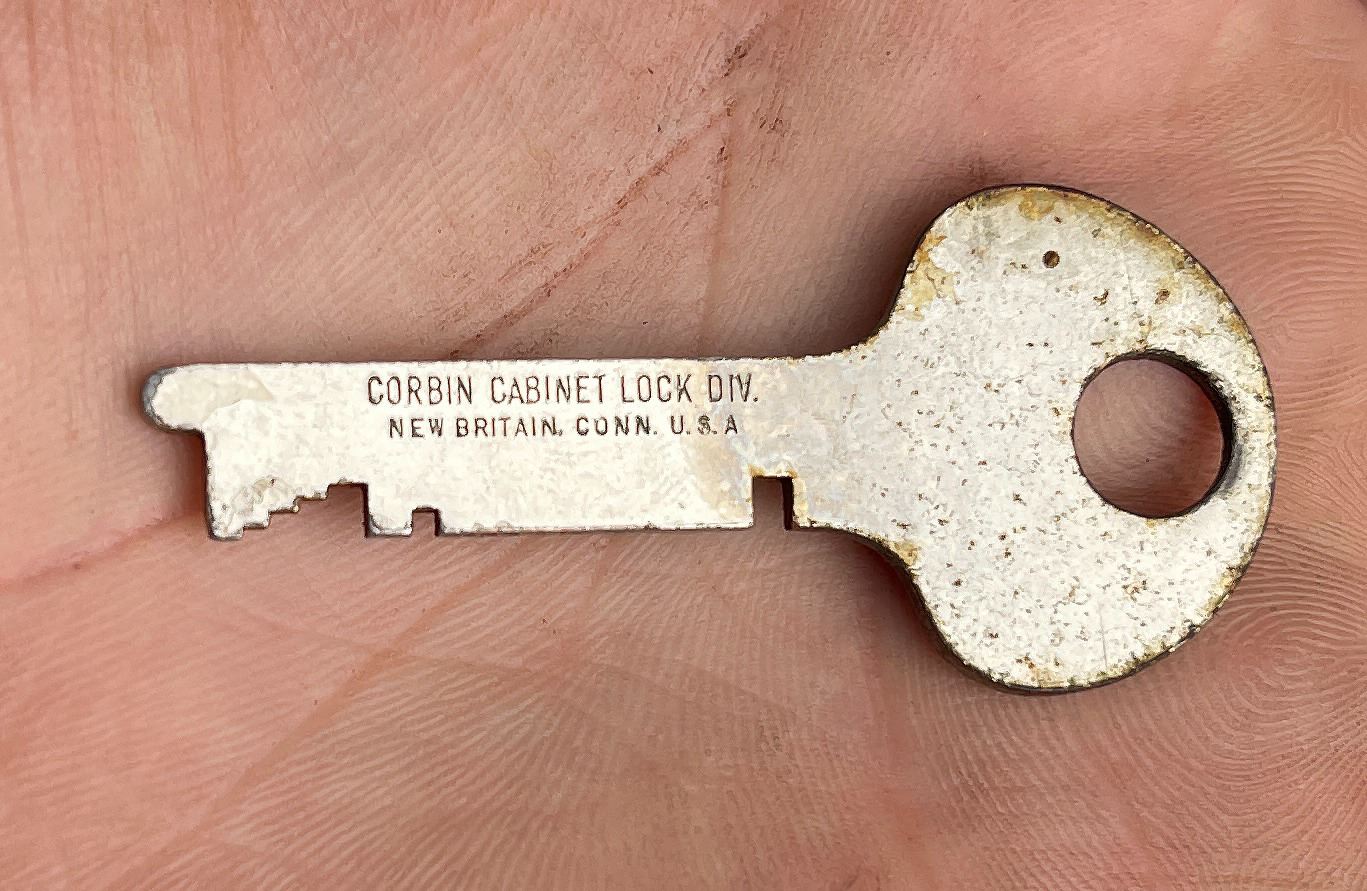 CORBIN CABINET LOCK DIV.
NEW BRITAIN, CONN. U.S.A